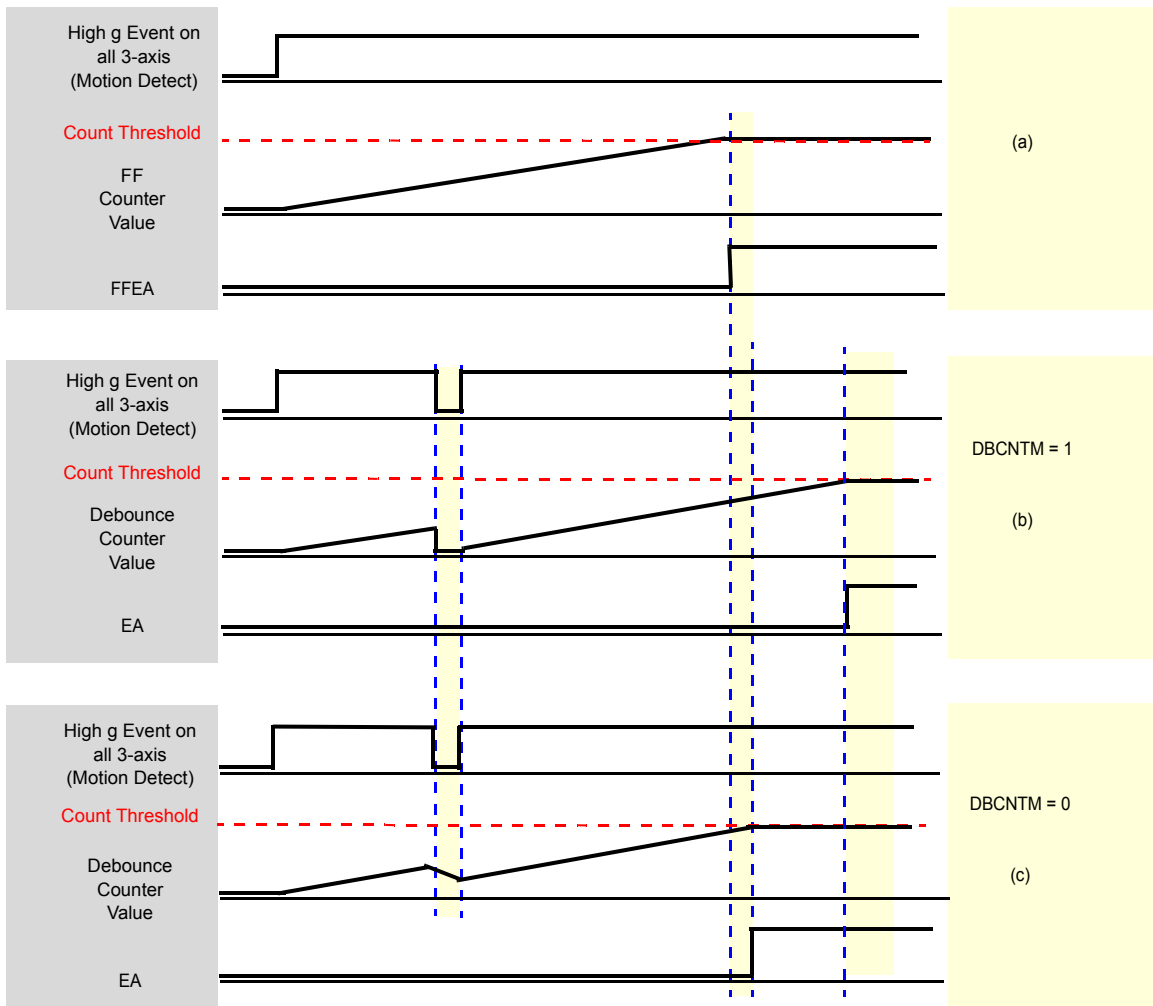 High g Event on
all 3-axis
(Motion Detect)
Count Threshold
FF
Counter
Value
FFEA
(a)
High g Event on
all 3-axis
(Motion Detect)
Count Threshold
Debounce
Counter
Value
EA
DBCNTM = 1
(b)
High g Event on
all 3-axis
(Motion Detect)
Count Threshold
Debounce
Counter
Value
EA
DBCNTM = 0
(c)